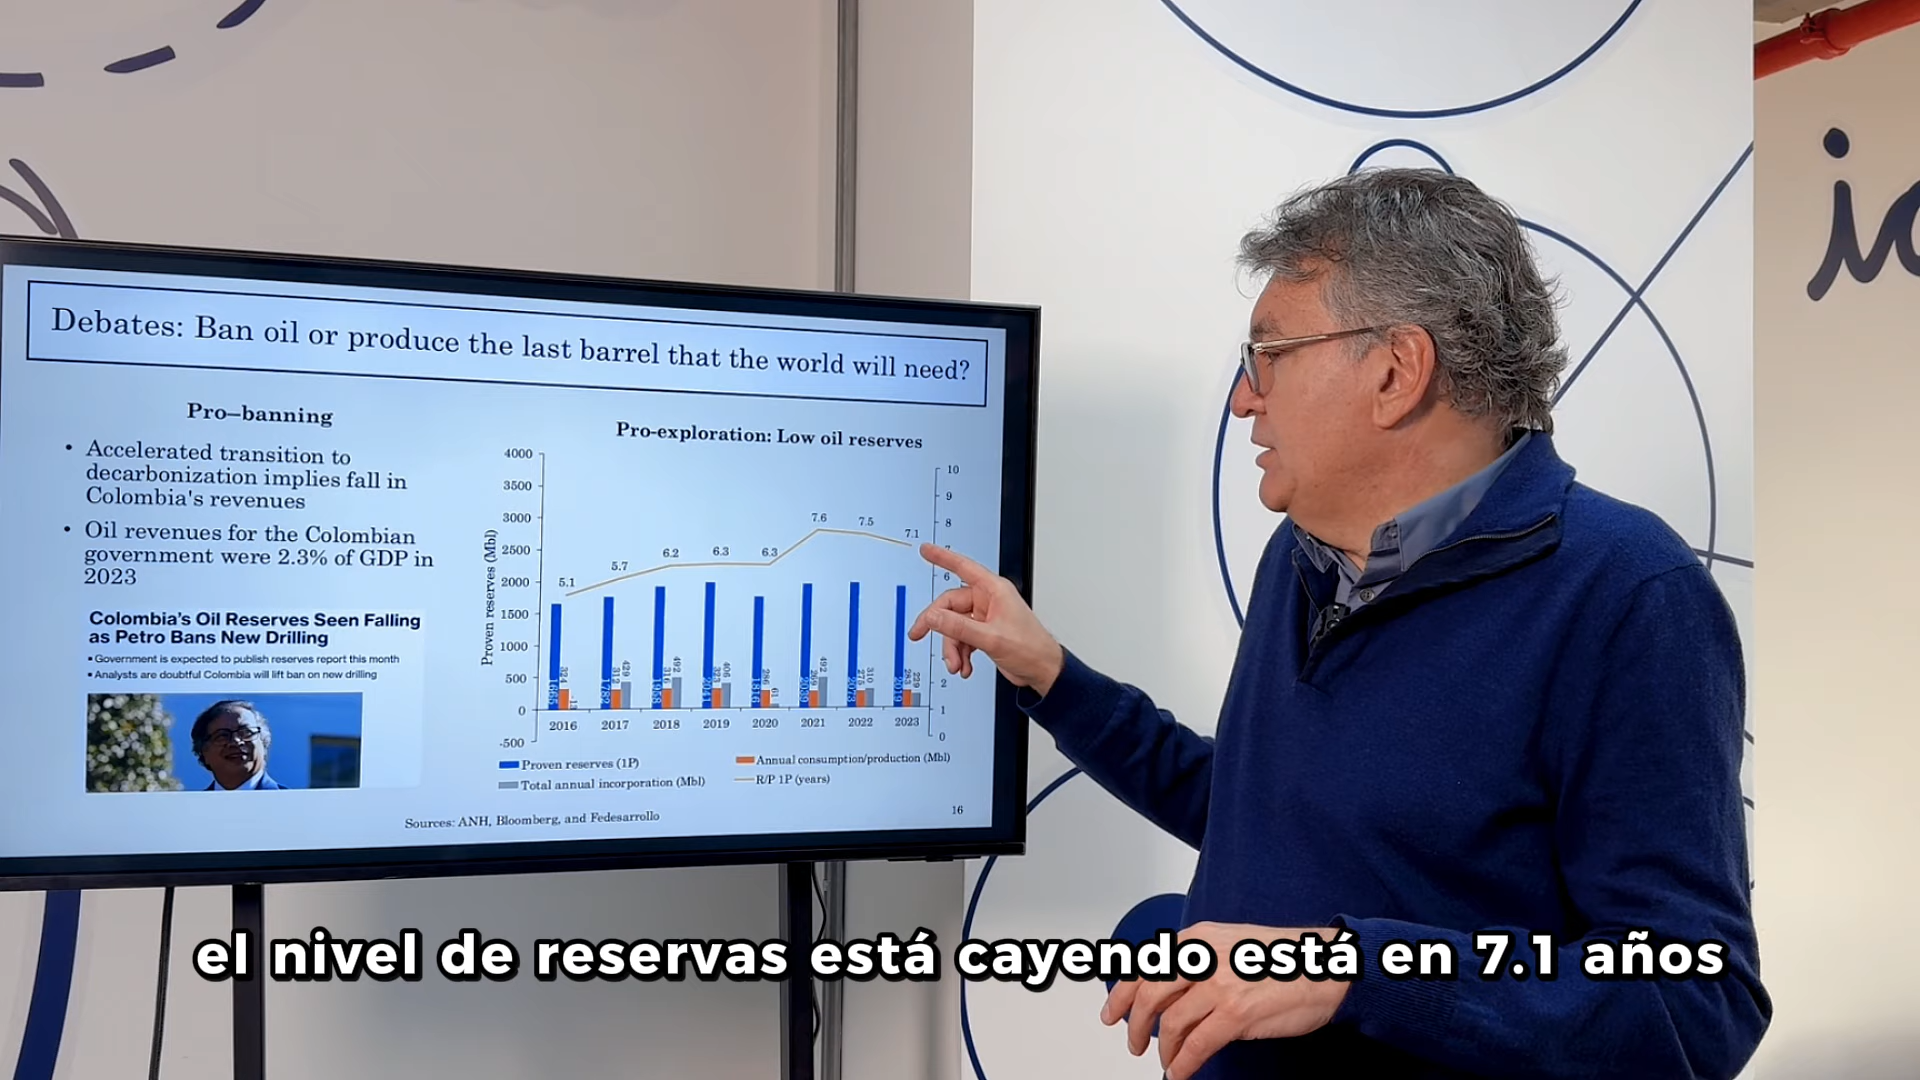 Debates: Ban oil or produce the last barrel that the world will need?
Pro–banning
• Accelerated transition to
decarbonization implies fall in
Colombia's revenues
• Oil revenues for the Colombian
government were 2.3% of GDP in
2023
Colombia's Oil Reserves Seen Falling
as Petro Bans New Drilling
▪ Government is expected to publish reserves report this month
▪ Analysts are doubtful Colombia will lift ban on new drilling
Pro-exploration: Low oil reserves
Proven reserves (Mbl)
4000
3500
3000
2500
2000
1500
1000
500
0
-500
10
9
8
6
2
1
0
5.1
5.7
6.2
6.3
6.3
7.6
7.5
7.1
2016
2017
2018
2019
2020
2021
2022
2023
Proven reserves (1P)
Annual consumption/production (Mbl)
Total annual incorporation (Mbl)
R/P 1P (years)
Sources: ANH, Bloomberg, and Fedesarrollo
16
el nivel de reservas está cayendo está en 7.1 años